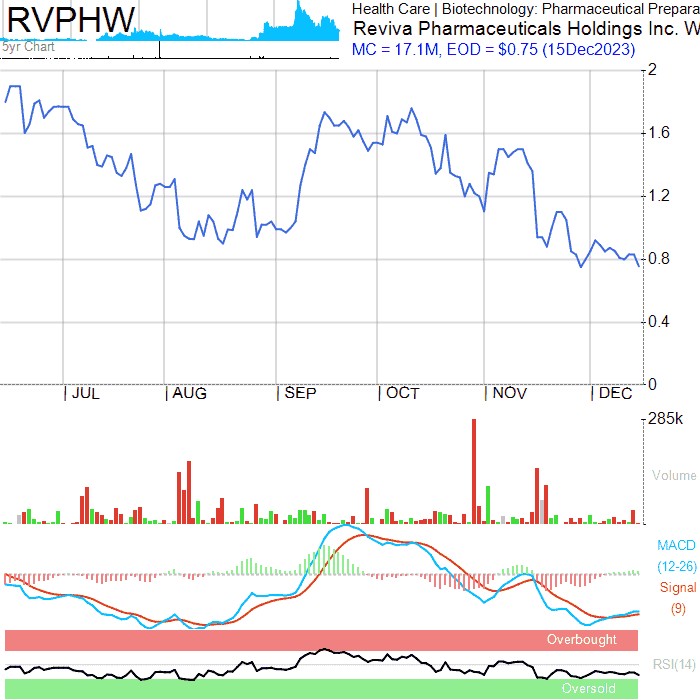 RVPHW
5yr Chart
Health Care | Biotechnology: Pharmaceutical Prepara
Reviva Pharmaceuticals Holdings Inc. W
MC = 17.1M, EOD = $0.75 (15Dec2023)
2
1.6
1.2
0.8
0.4
0
JUL AUG SEP OCT NOV DEC
285k
Volume
MACD
(12-26)
Signal
(9)
Overbought
RSI(14)
Oversold